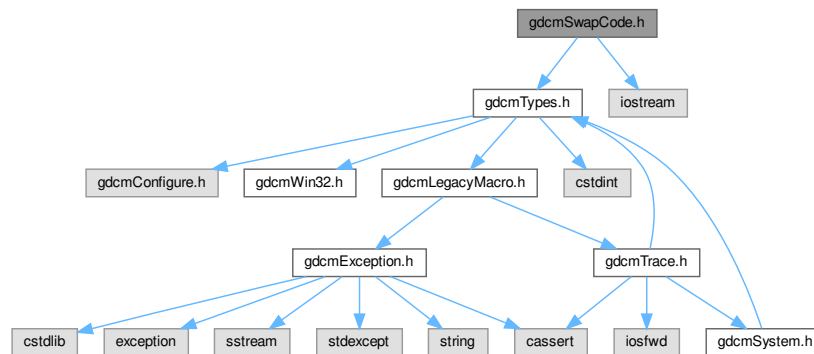 gdcmSwapCode.h
gdcmTypes.h
iostream
gdcmConfigure.h
gdcmWin32.h
gdcmLegacyMacro.h
cstdint
gdcmException.h
gdcmTrace.h
cstdlib
exception
sstream
stdexcept
string
cassert
iosfwd
gdcmSystem.h